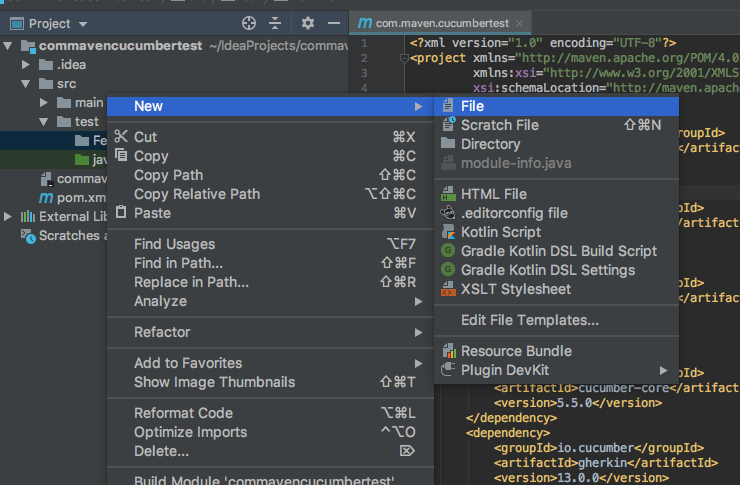 Project
com.maven.cucumbertest
commavencucumbertest ~/IdeaProjects/commav
.idea
src
main
test
Fe
jav
commav
pom.xm
External Lib
Scratches a
1 <?xml version="1.0" encoding="UTF-8"?>
2 <project xmlns="http://maven.apache.org/POM/4.0
3 xmlns:xsi="http://www.w3.org/2001/XMLS
4 xsi:schemaLocation="http://maven.apac
New
Cut ⌘X
Copy ⌘C
Copy Path ⇧⌘C
Copy Relative Path ⌥⇧⌘C
Paste ⌘V
Find Usages ⌥F7
Find in Path... ⇧⌘F
Replace in Path... ⇧⌘R
Analyze
Refactor
Add to Favorites
Show Image Thumbnails ⇧⌘T
Reformat Code ⌥⌘L
Optimize Imports ^⌥O
Delete... ⌦
Build Module 'commavencucumbertest'
File
Scratch File ⇧⌘N
Directory
module-info.java
HTML File
.editorconfig file
Kotlin Script
Gradle Kotlin DSL Build Script
Gradle Kotlin DSL Settings
XSLT Stylesheet
Edit File Templates...
Resource Bundle
Plugin DevKit
groupId>
</artifac
pId>
</artifac
pId>
</artifac
pId>
<artifactId>cucumber-core</artifa
<version>5.5.0</version>
</dependency>
<dependency>
<groupId>io.cucumber</groupId>
<artifactId>gherkin</artifactId>
<version>13.0.0</version>